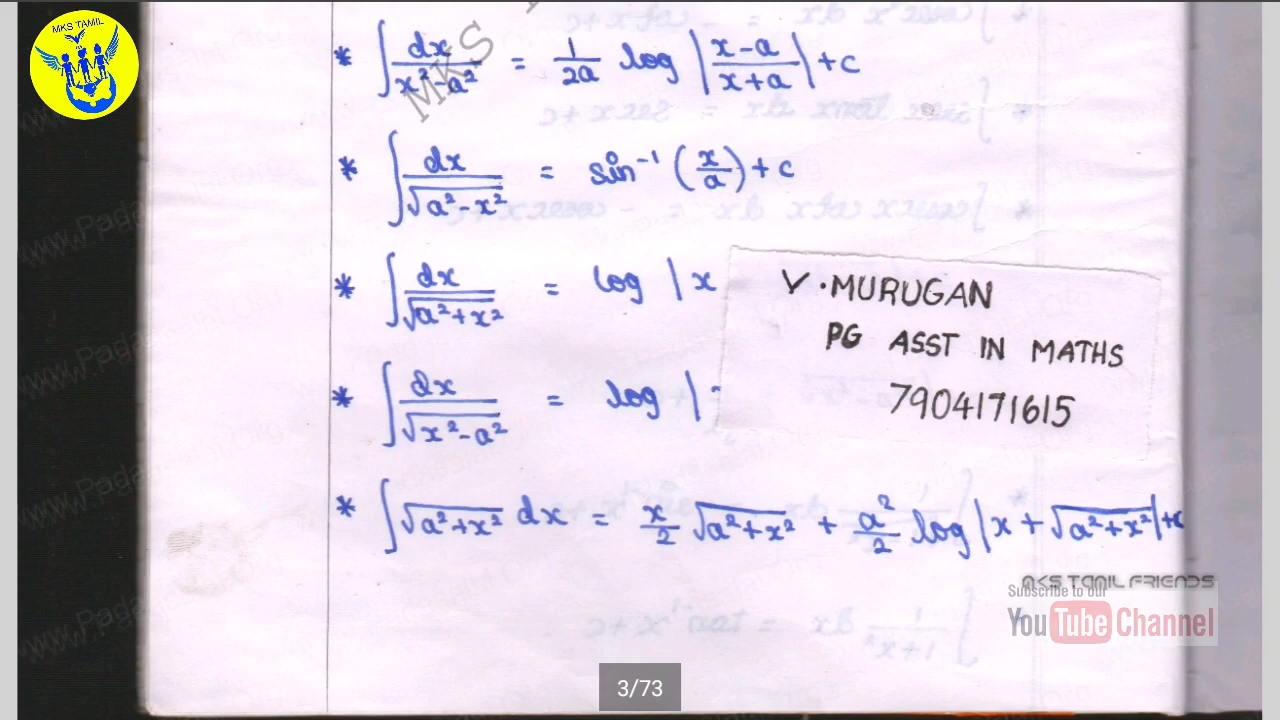 MKS TAMIL
MKS
* ∫ dx/(x²-a²) = 1/2a log |(x-a)/(x+a)| + c
* ∫ dx/√(a²-x²) = sin⁻¹ (x/a) + c
* ∫ dx/√(a²+x²) = log | x
* ∫ dx/√(x²-a²) = log |
V.MURUGAN
PG ASST IN MATHS
7904171615
* ∫ √(a²+x²) dx = x/2 √(a²+x²) + a²/2 log |x + √(a²+x²)| + c
MKS TAMIL FRIENDS
Subscribe to our
YouTube Channel
3/73